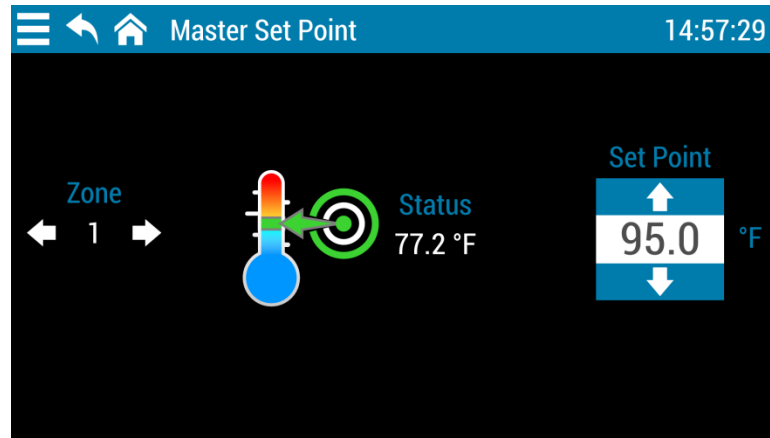 Master Set Point
14:57:29
Zone
1
Status
77.2 °F
Set Point
95.0
°F